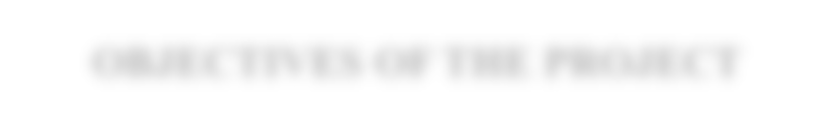 OBJECTIVES OF THE PROJECT